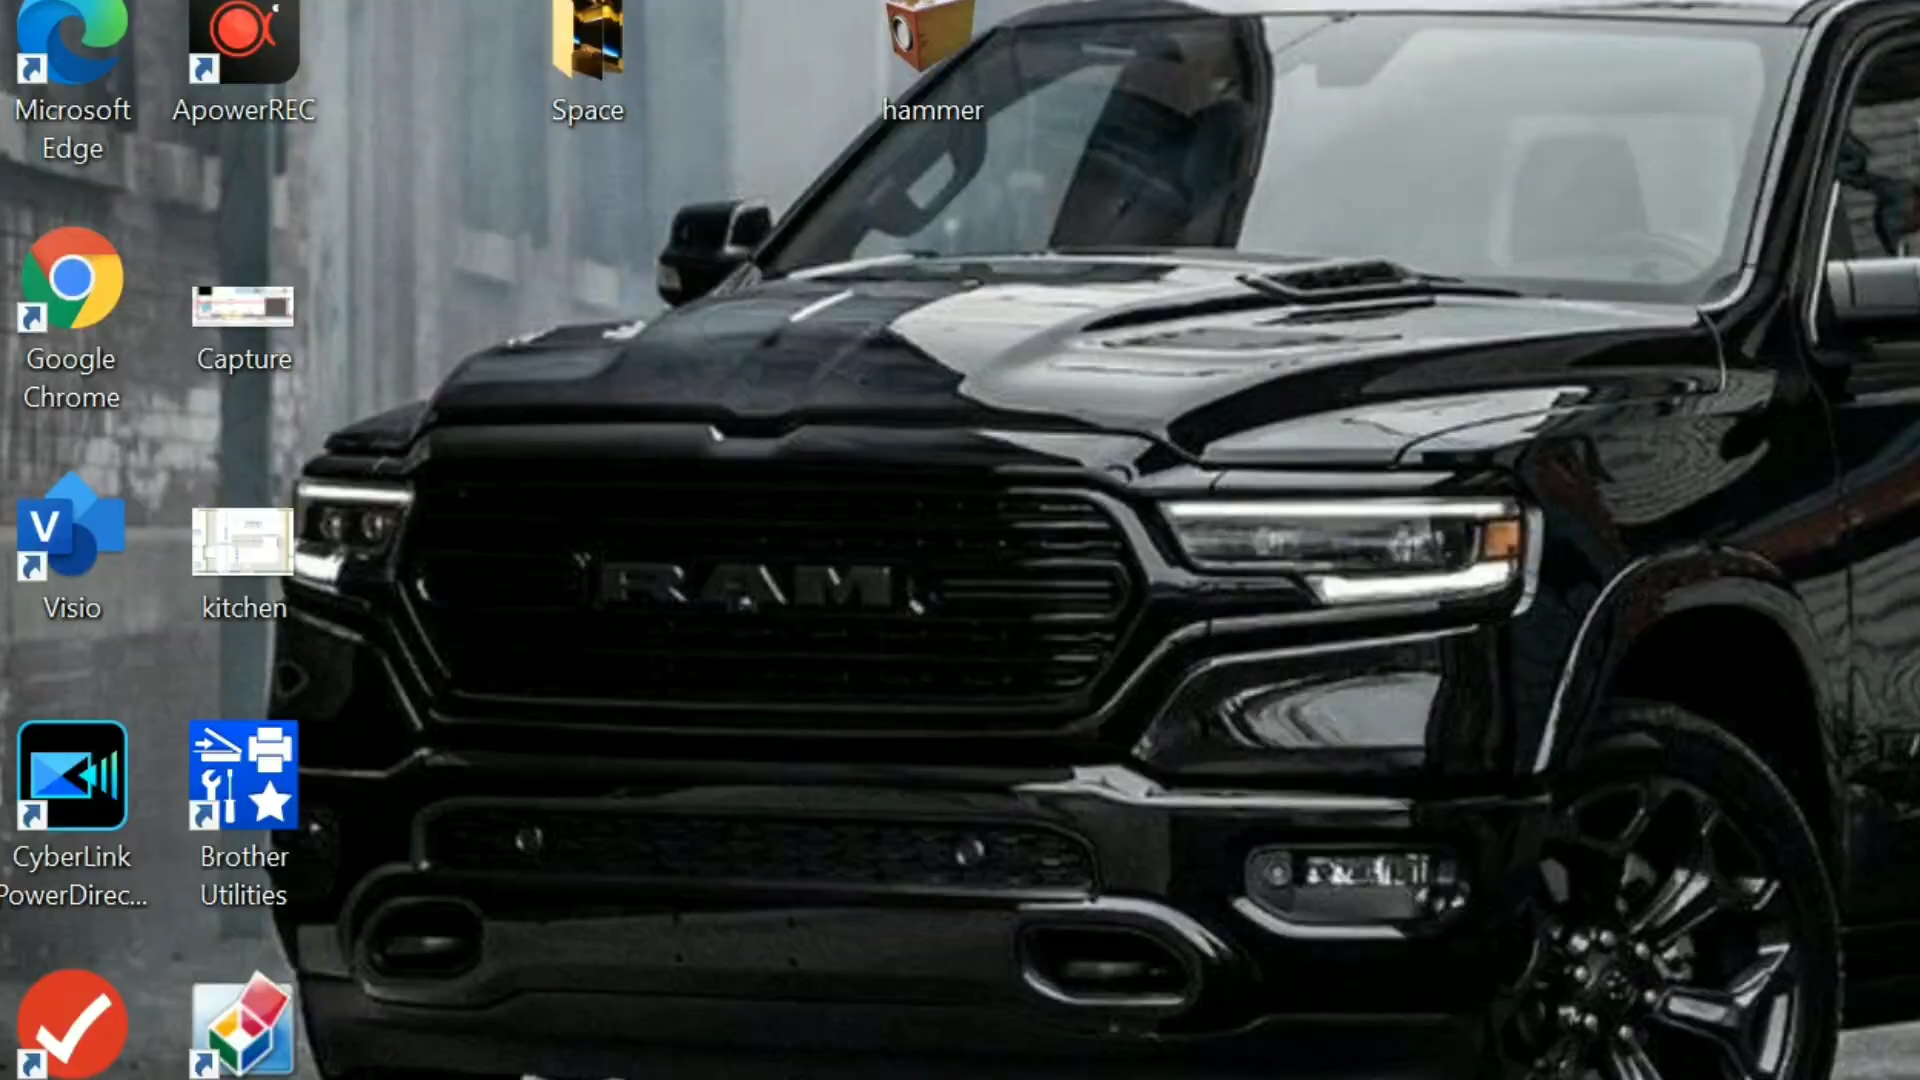 Microsoft
Edge
ApowerREC
Space
hammer
Google
Chrome
Capture
Visio
V
kitchen
RAM
CyberLink
PowerDirec...
Brother
Utilities